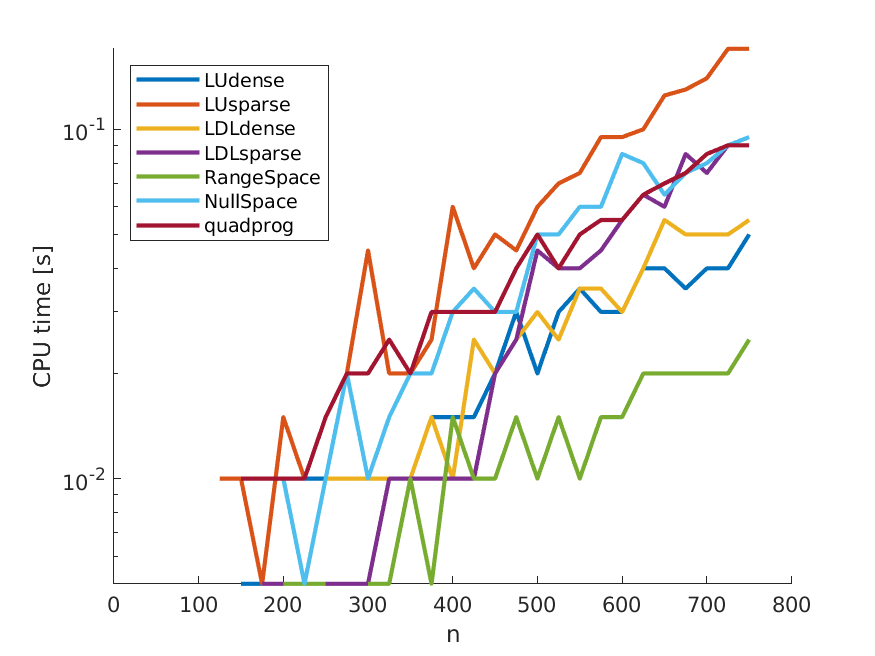 LUdense
LUsparse
LDLdense
LDLsparse
RangeSpace
NullSpace
quadprog
CPU time [s]
10-1
10-2
0 100 200 300 400 500 600 700 800
n